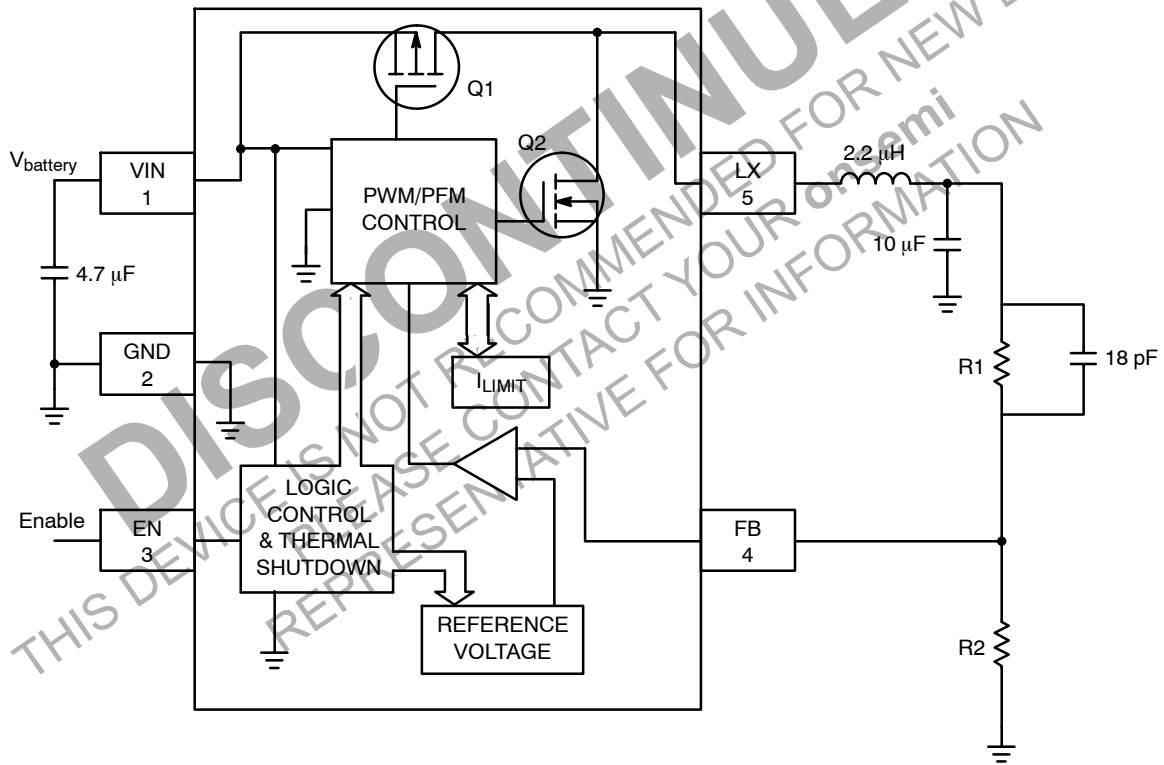 Q1
Q2
V_battery
VIN
1
PWM/PFM
CONTROL
LX
5
2.2 μH
10 μF
4.7 μF
GND
2
I_LIMIT
R1
18 pF
LOGIC
CONTROL
& THERMAL
SHUTDOWN
Enable
EN
3
FB
4
REFERENCE
VOLTAGE
R2
DISCONTINUE
THIS DEVICE IS NOT RECOMMENDED FOR NEW
PLEASE CONTACT YOUR onsemi
REPRESENTATIVE FOR INFORMATION